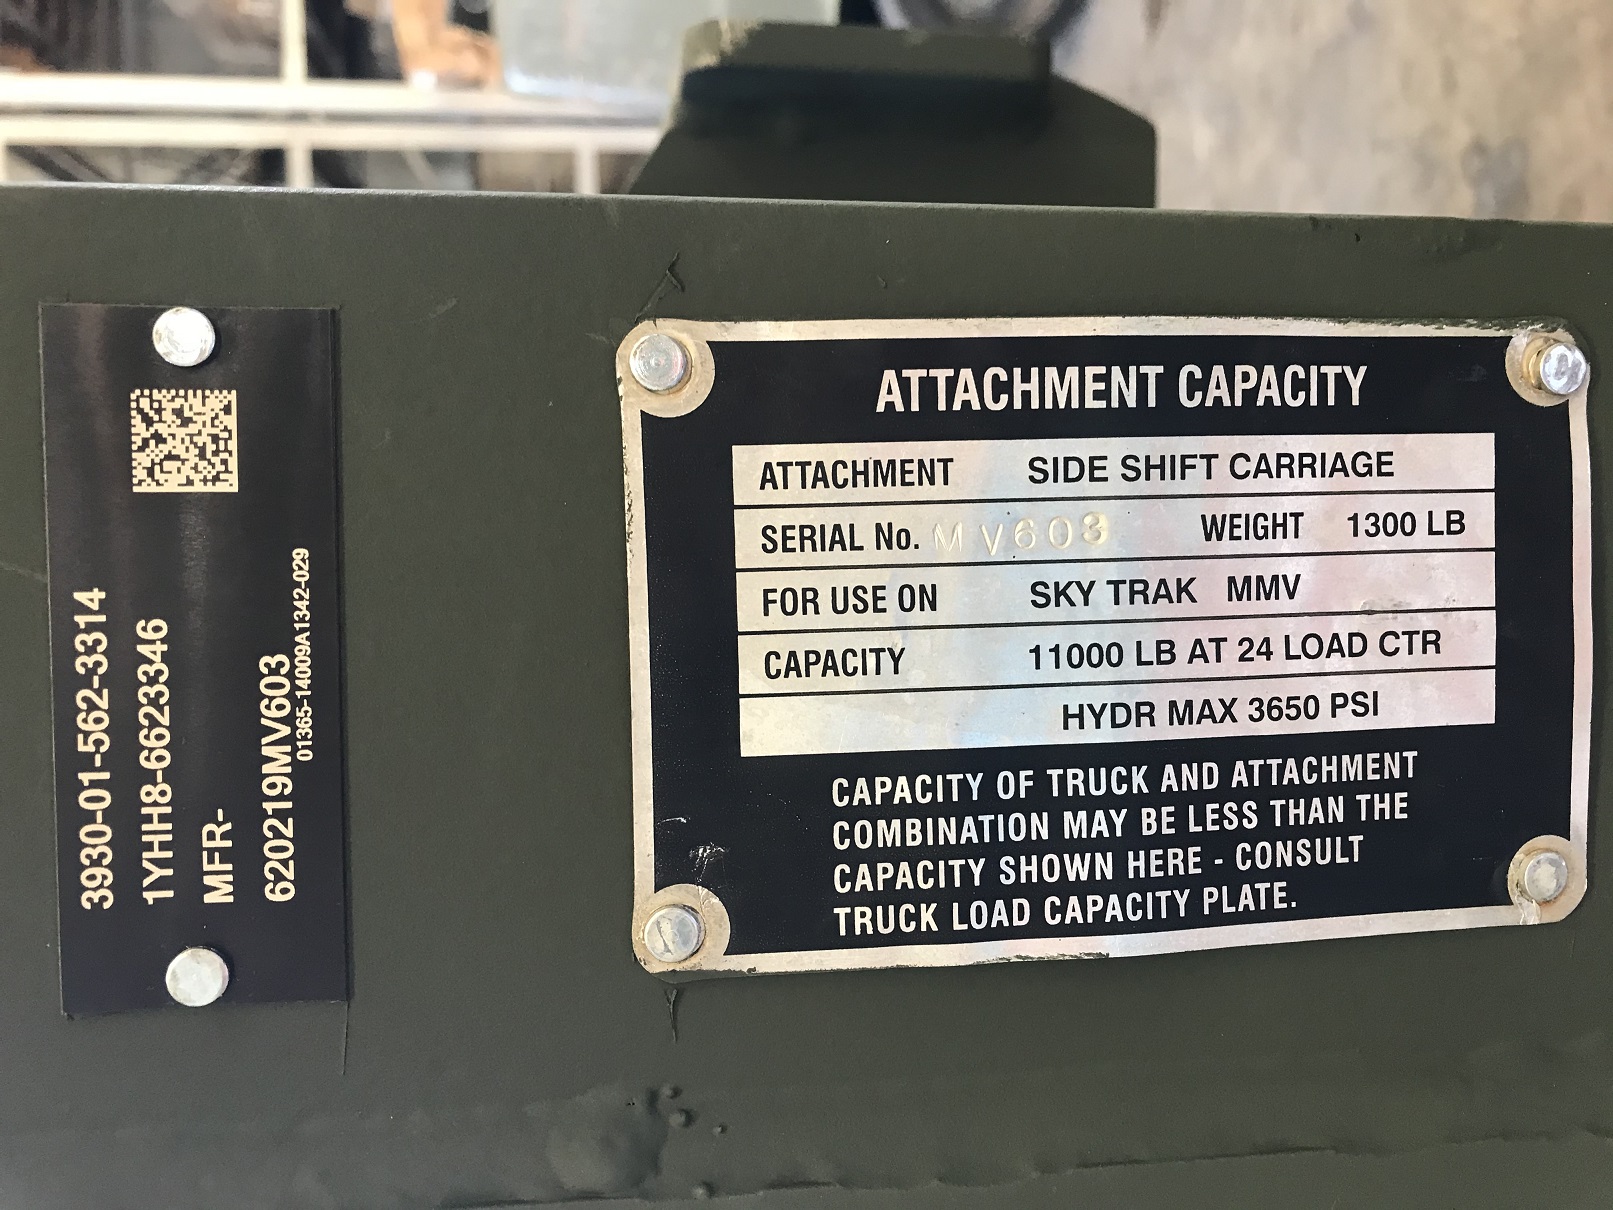 3930-01-562-3314
1YHH8-6623346
MFR-
620219MV603
01365-14009A1342-029
ATTACHMENT CAPACITY
ATTACHMENT SIDE SHIFT CARRIAGE
SERIAL No. MV603 WEIGHT 1300 LB
FOR USE ON SKY TRAK MMV
CAPACITY 11000 LB AT 24 LOAD CTR
HYDR MAX 3650 PSI
CAPACITY OF TRUCK AND ATTACHMENT
COMBINATION MAY BE LESS THAN THE
CAPACITY SHOWN HERE - CONSULT
TRUCK LOAD CAPACITY PLATE.